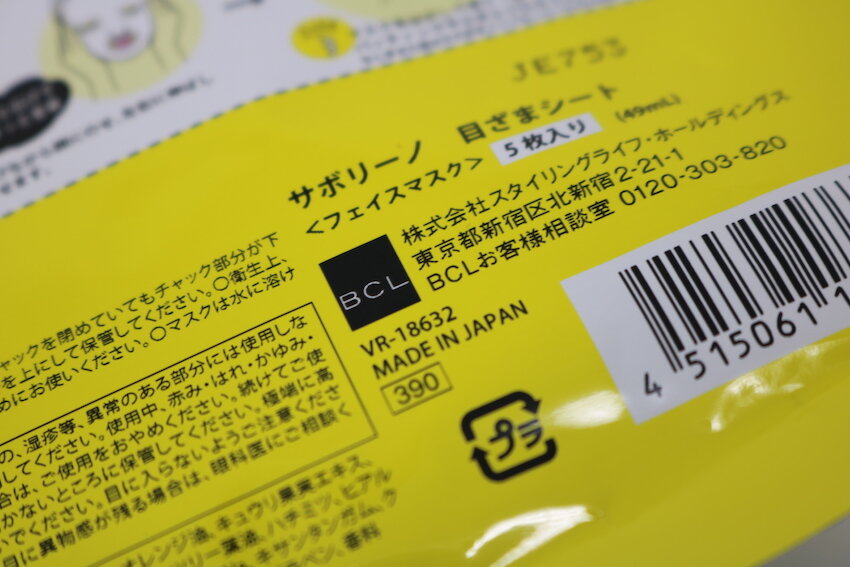 JE753
サボリーノ 目ざまシート
<フェイスマスク> 5枚入り (49mL)
株式会社スタイリングライフ・ホールディングス
東京都新宿区北新宿2-21-1
BCLお客様相談室 0120-303-820
BCL
VR-18632
MADE IN JAPAN
390
プラ
4 515061 1
チャックを閉めていてもチャック部分が下
を上にして保管してください。○衛生上、
めにお使いください。○マスクは水に溶け
の、湿疹等、異常のある部分には使用しな
してください。使用中、赤み・はれ・かゆみ・
合は、ご使用をおやめください。続けてご使
かないところに保管してください。極端に高
でください。目に入らないようご注意くださ
目に異物感が残る場合は、眼科医にご相談く
オレンジ油、キュウリ果実エキス、
リー葉油、ハチミツ、ヒアル
キサンタンガム、ク
ベン、香料